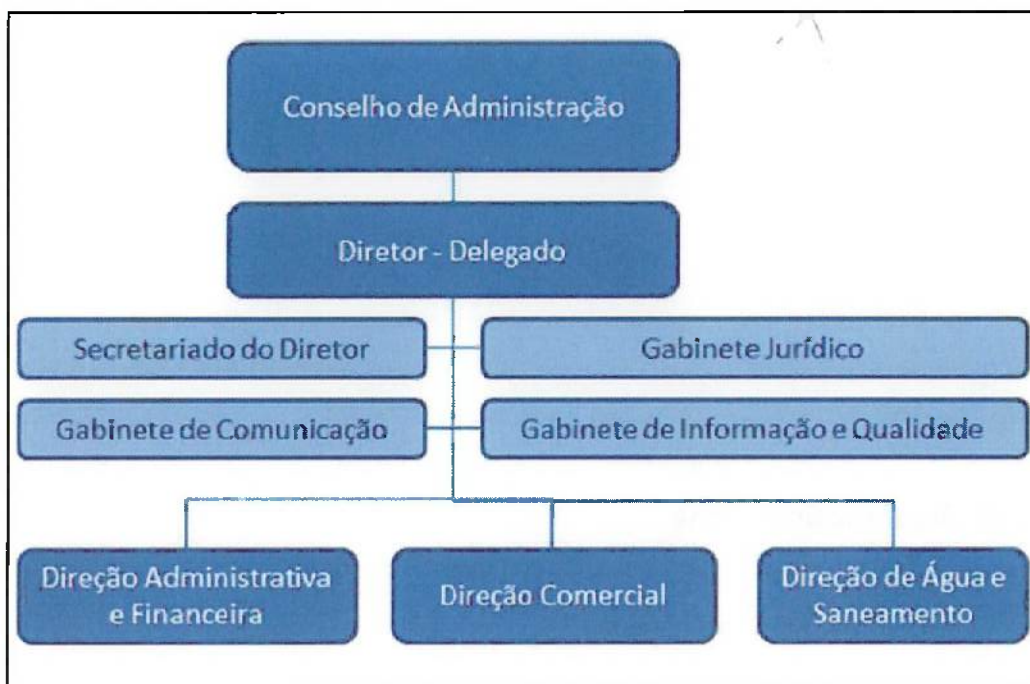 Conselho de Administração
Diretor - Delegado
Secretariado do Diretor
Gabinete Jurídico
Gabinete de Comunicação
Gabinete de Informação e Qualidade
Direção Administrativa
e Financeira
Direção Comercial
Direção de Água e
Saneamento